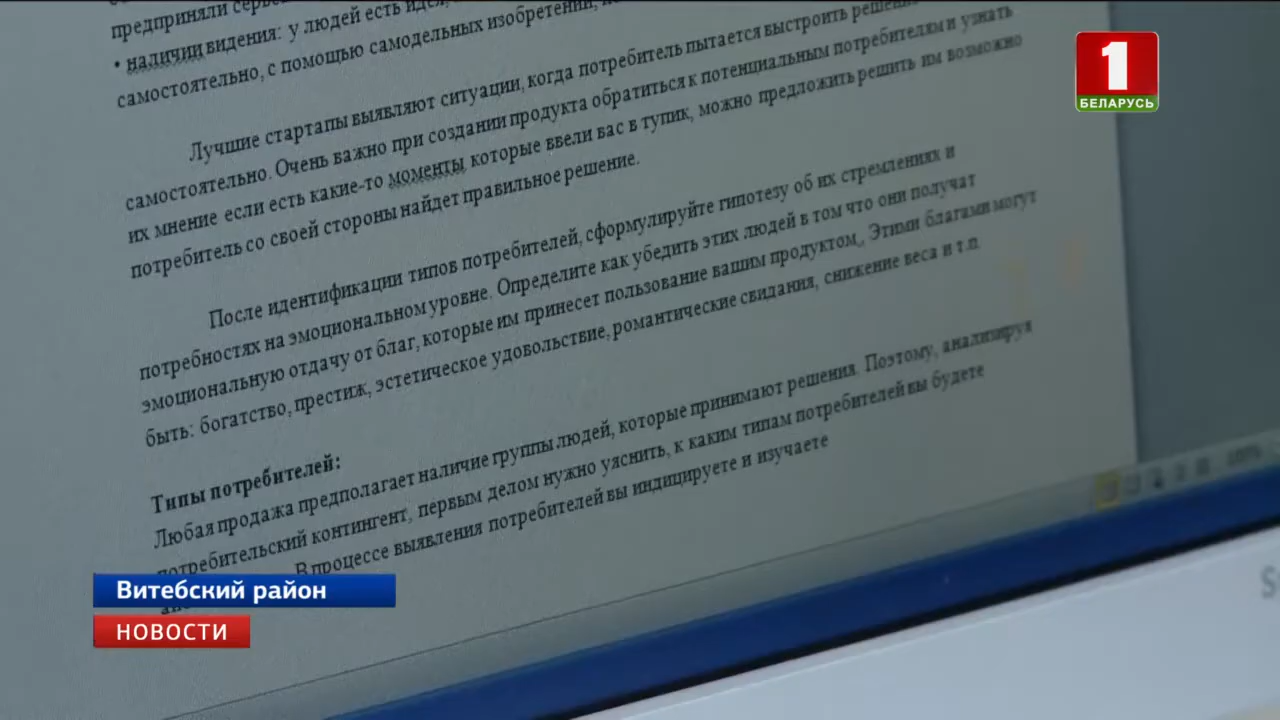 предприняли
• наличии видения: у людей есть идея,
самостоятельно, с помощью самодельных изобретений,
Лучшие стартапы выявляют ситуации, когда потребитель пытается выстроить решения
самостоятельно. Очень важно при создании продукта обратиться к потенциальным потребителям и узнать
их мнение если есть какие-то моменты которые ввели вас в тупик, можно предложить решить им возможно
потребитель со своей стороны найдет правильное решение.
После идентификации типов потребителей, сформулируйте гипотезу об их стремлениях и
потребностях на эмоциональном уровне. Определите как убедить этих людей в том что они получат
эмоциональную отдачу от благ, которые им принесет пользование вашим продуктом,. Этими благами могут
быть: богатство, престиж, эстетическое удовольствие, романтические свидания, снижение веса и т.п.
Типы потребителей:
Любая продажа предполагает наличие группы людей, которые принимают решения. Поэтому, анализируя
потребительский контингент, первым делом нужно уяснить, к каким типам потребителей вы будете
В процессе выявления потребителей вы индицируете и изучаете
1
БЕЛАРУСЬ
Витебский район
НОВОСТИ